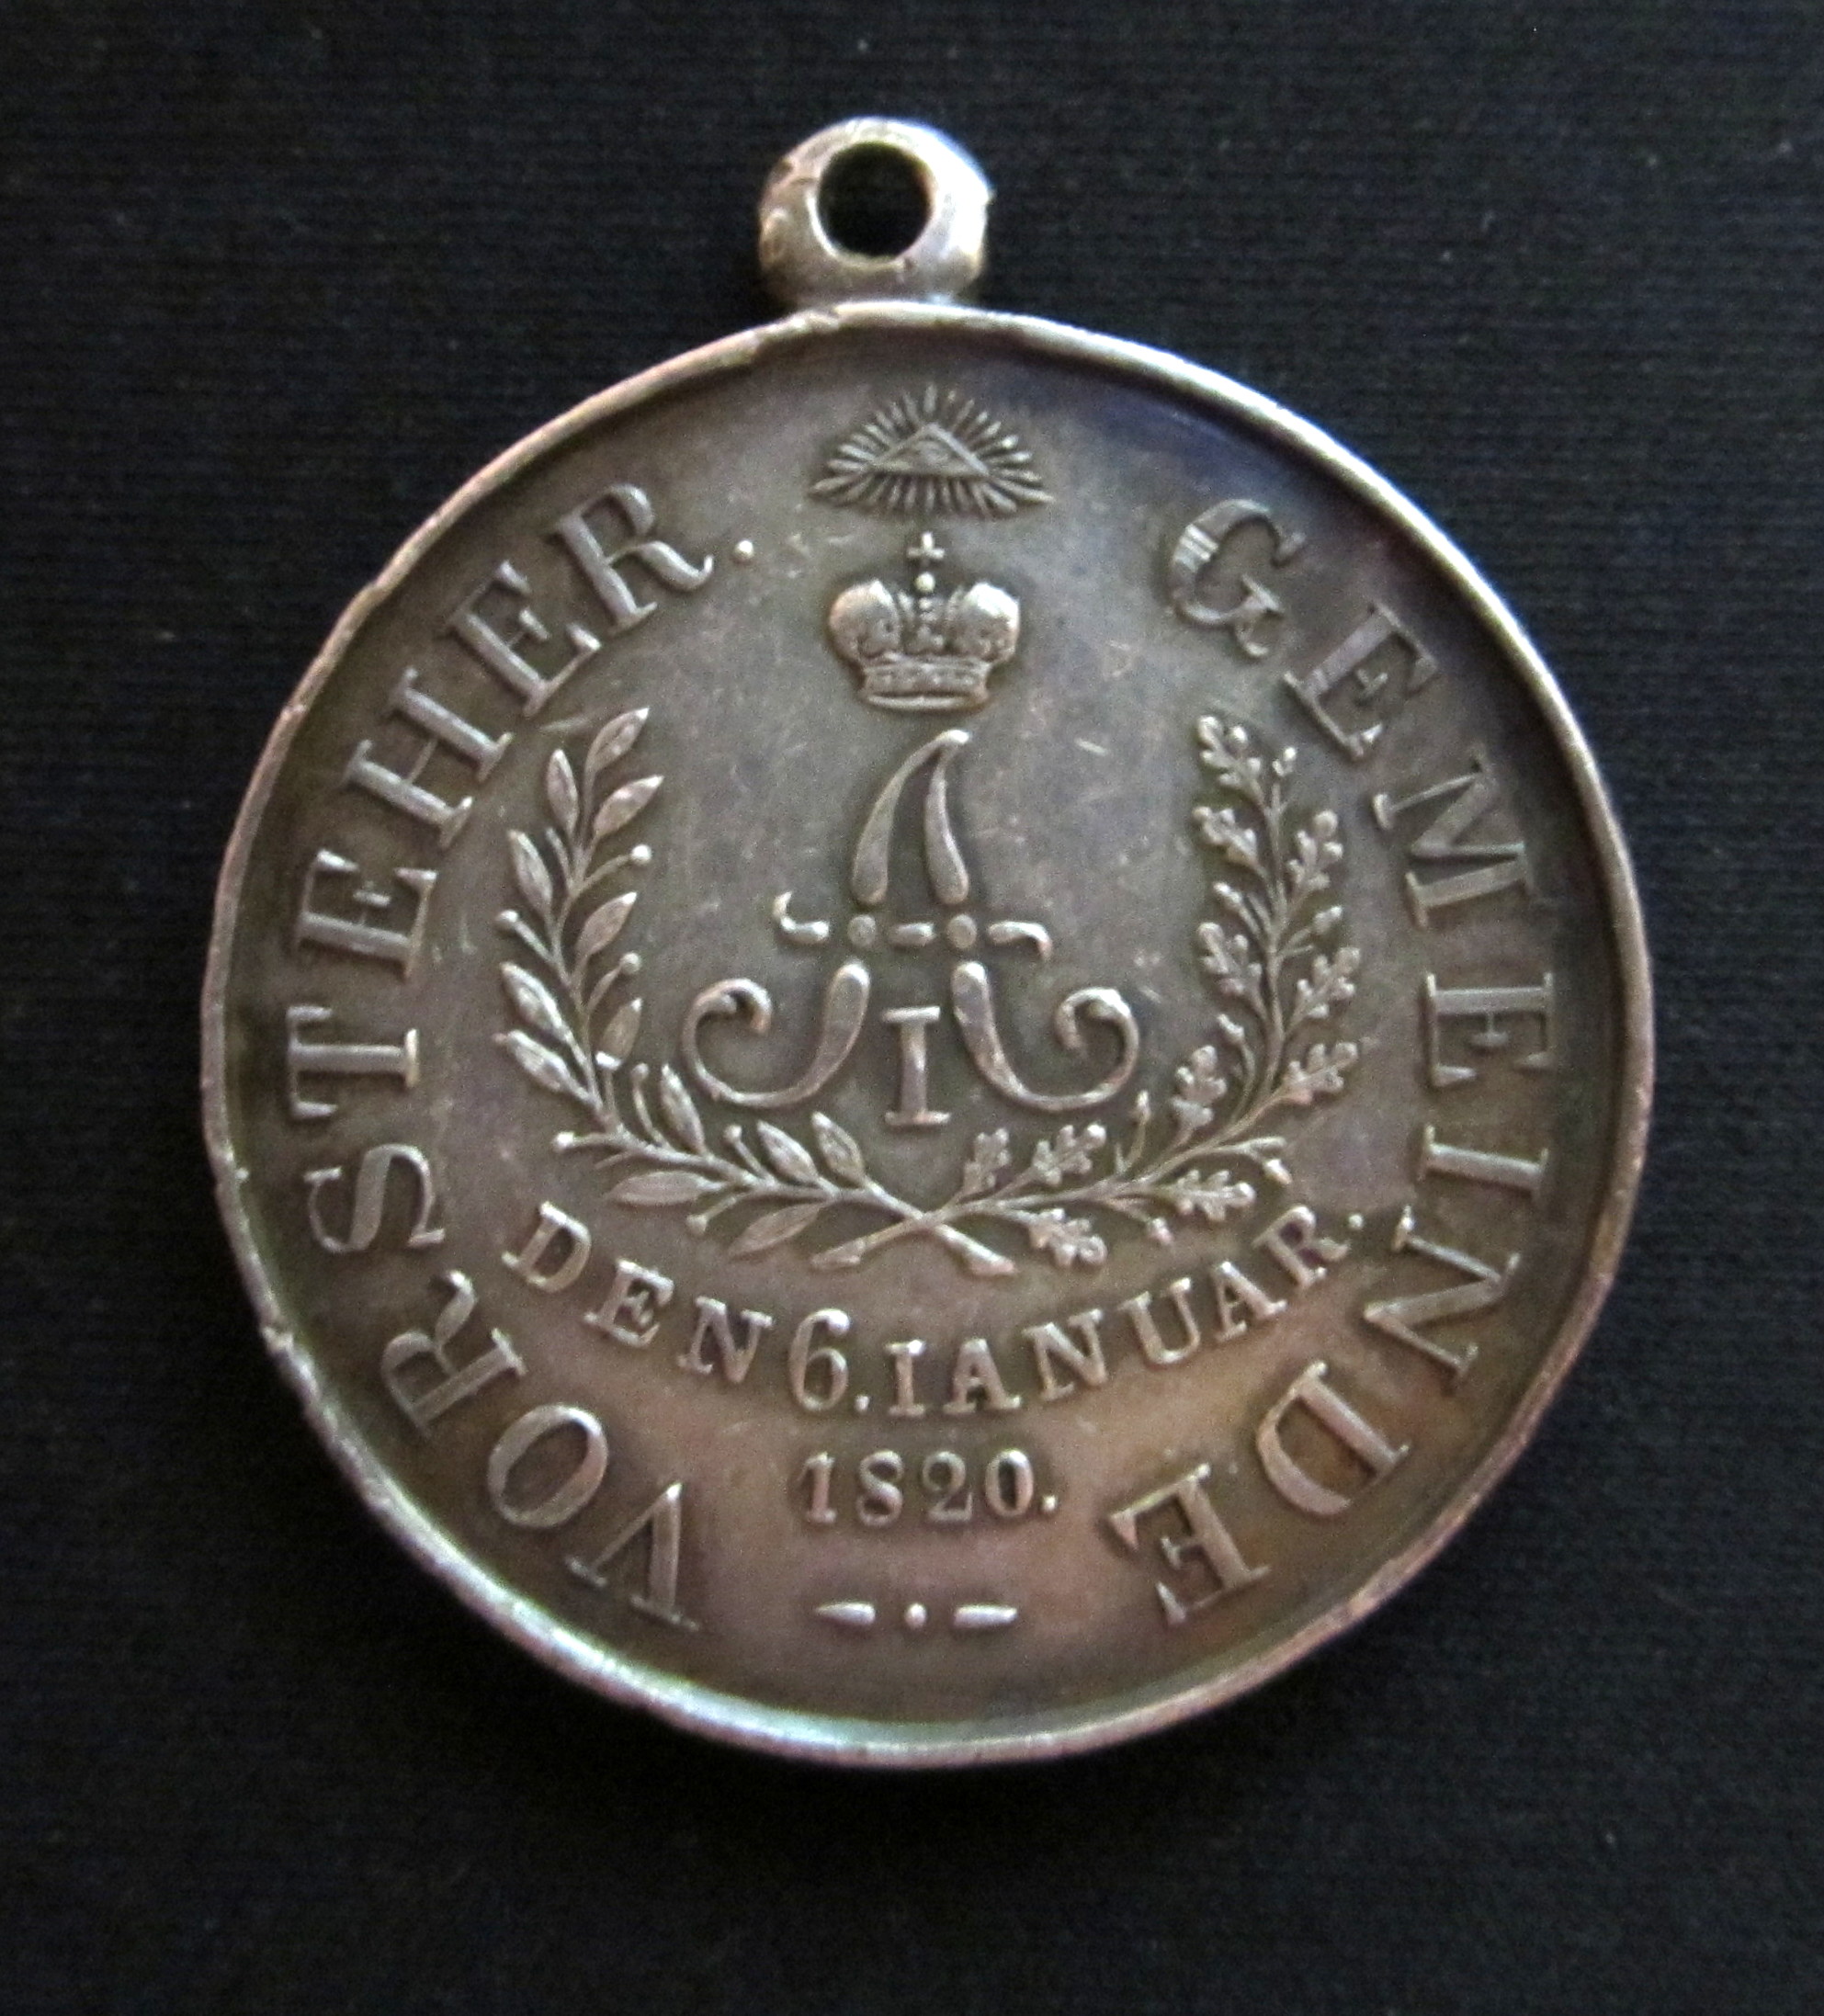 VORSTEHER. GEMEINDE
A
I
DEN 6. IANUAR.
1820.